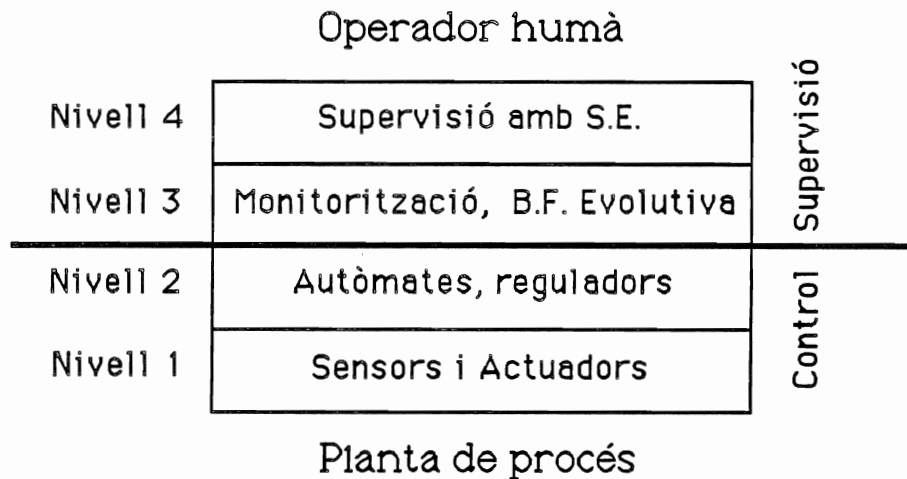 Operador humà
Nivell 4 Supervisió amb S.E.
Nivell 3 Monitorització, B.F. Evolutiva
Supervisió
Nivell 2 Autòmates, reguladors
Nivell 1 Sensors i Actuadors
Control
Planta de procés